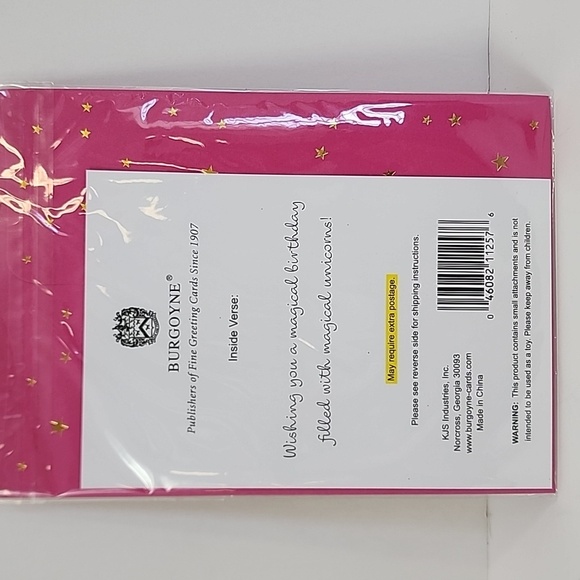 BURGOYNE®
Publishers of Fine Greeting Cards Since 1907
Inside Verse:
Wishing you a magical birthday
filled with magical unicorns!
May require extra postage.
Please see reverse side for shipping instructions.
0 46082 11257 6
KJS Industries, Inc.
Norcross, Georgia 30093
www.burgoyne-cards.com
Made in China
WARNING: This product contains small attachments and is not
intended to be used as a toy. Please keep away from children.